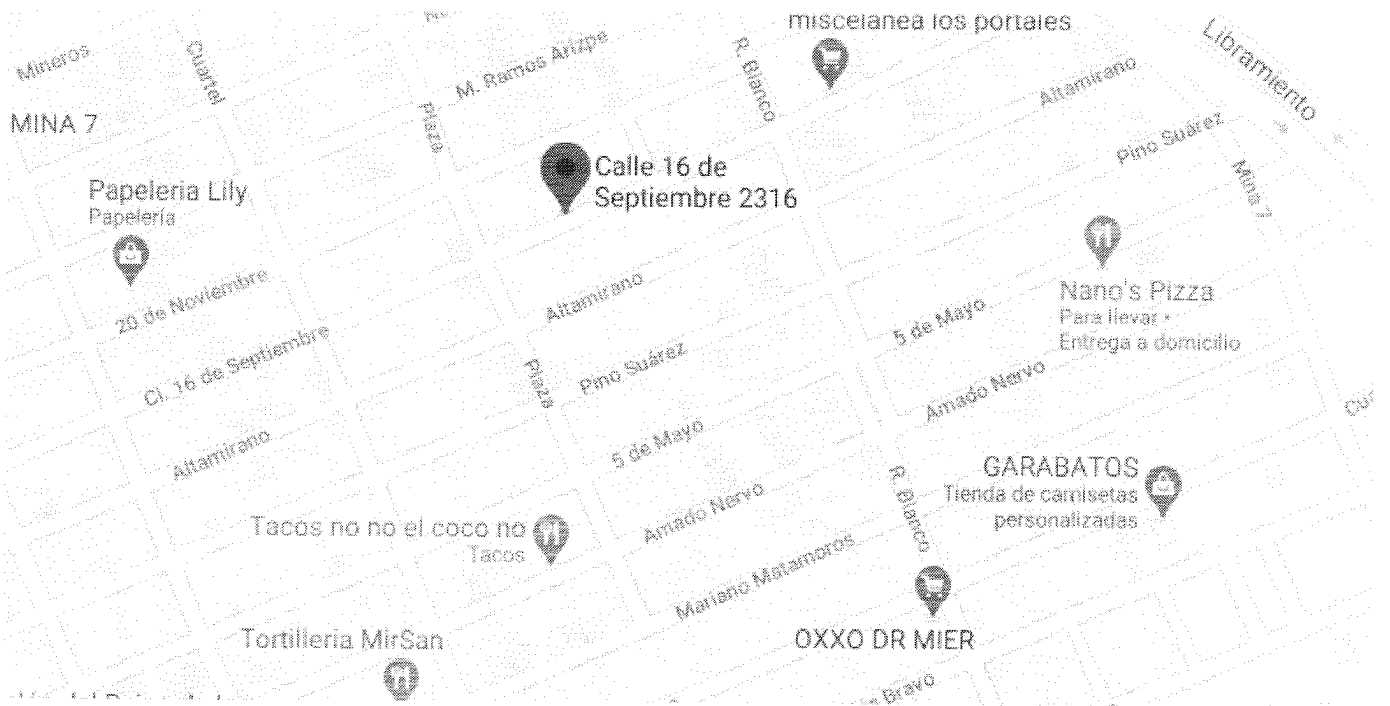 miscelanea los portales
Libramiento
Mineros
Cuartel
M. Ramos Arizpe
R. Blanco
Altamirano
MINA 7
Plaza
Pino Suárez
Calle 16 de
Septiembre 2316
Mina 7
Papeleria Lily
Papelería
20 de Noviembre
Altamirano
Nano's Pizza
Para llevar •
Entrega a domicilio
5 de Mayo
Cl. 16 de Septiembre
Plaza
Pino Suárez
Amado Nervo
Altamirano
5 de Mayo
R. Blanco
GARABATOS
Tienda de camisetas
personalizadas
Amado Nervo
Tacos no no el coco no
Tacos
Mariano Matamoros
Tortilleria MirSan
OXXO DR MIER
Bravo